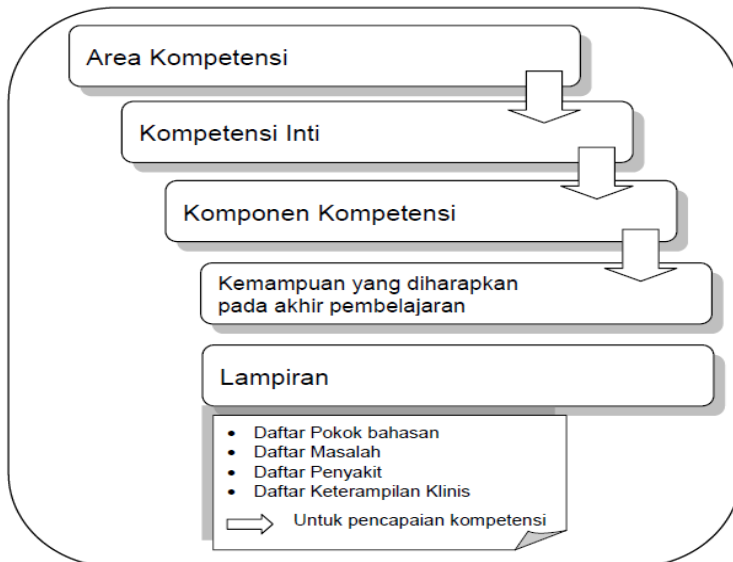 Area Kompetensi
Kompetensi Inti
Komponen Kompetensi
Kemampuan yang diharapkan
pada akhir pembelajaran
Lampiran
• Daftar Pokok bahasan
• Daftar Masalah
• Daftar Penyakit
• Daftar Keterampilan Klinis
Untuk pencapaian kompetensi